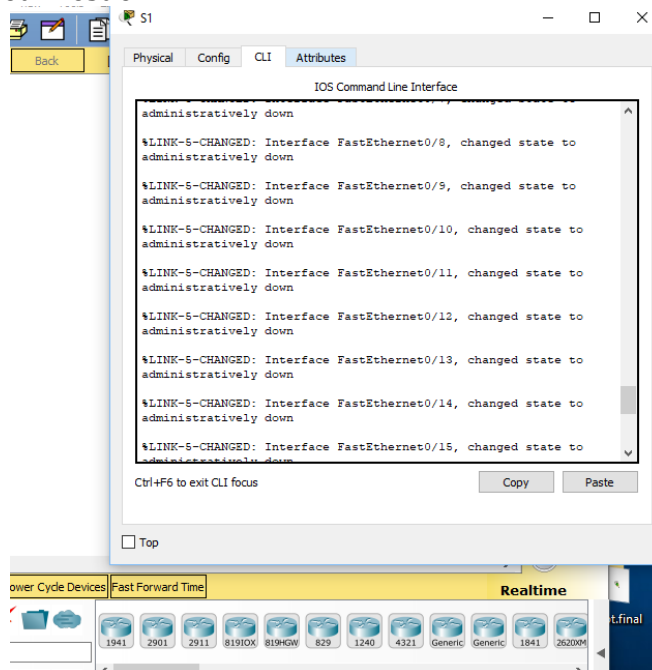 S1
Back
Physical Config CLI Attributes
IOS Command Line Interface
administratively down
%LINK-5-CHANGED: Interface FastEthernet0/8, changed state to
administratively down
%LINK-5-CHANGED: Interface FastEthernet0/9, changed state to
administratively down
%LINK-5-CHANGED: Interface FastEthernet0/10, changed state to
administratively down
%LINK-5-CHANGED: Interface FastEthernet0/11, changed state to
administratively down
%LINK-5-CHANGED: Interface FastEthernet0/12, changed state to
administratively down
%LINK-5-CHANGED: Interface FastEthernet0/13, changed state to
administratively down
%LINK-5-CHANGED: Interface FastEthernet0/14, changed state to
administratively down
%LINK-5-CHANGED: Interface FastEthernet0/15, changed state to
administratively down
Ctrl+F6 to exit CLI focus
Copy Paste
Top
ower Cycle Devices Fast Forward Time
Realtime
t.final
1941 2901 2911 819IOX 819HGW 829 1240 4321 Generic Generic 1841 2620XM